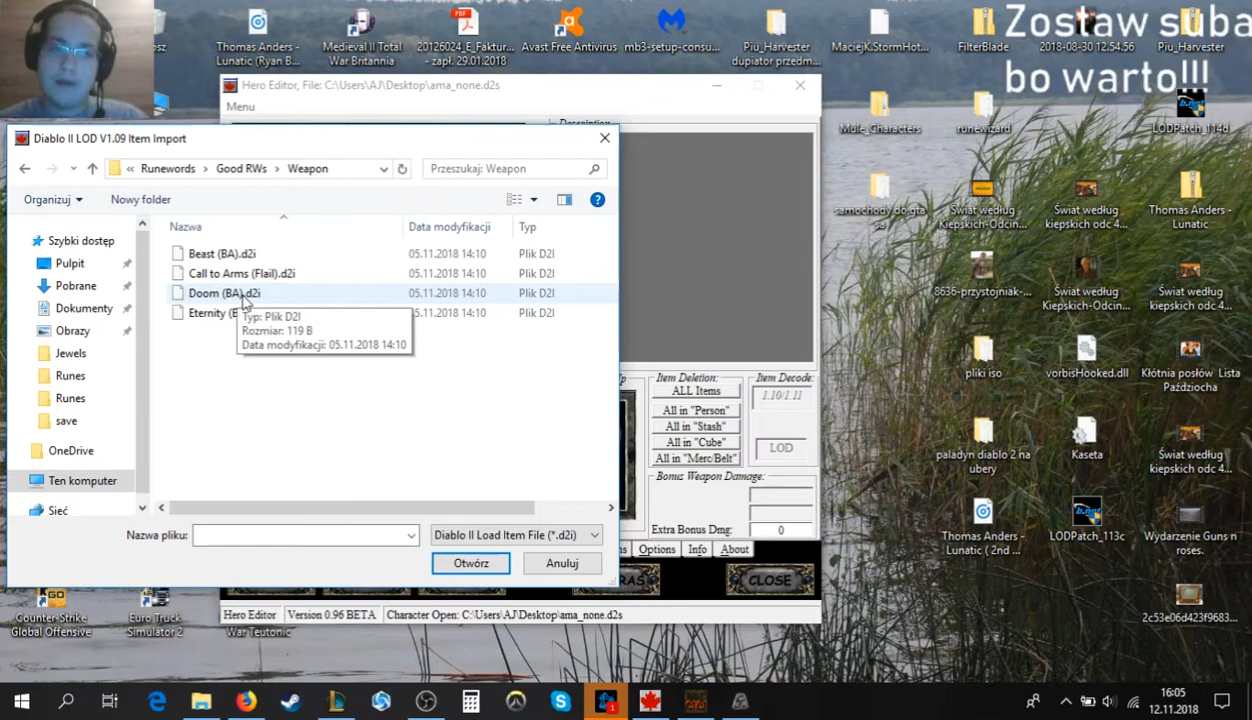 Zostaw suba
bo warto!!!
Thomas Anders -
Lunatic (Ryan B...
Medieval II Total
War Britannia
20126024_E_Faktur...
zapł. 29.01.2018
Avast Free Antivirus
mb3-setup-consu...
Piu_Harvester
dupiator przedm...
MaciejK.StormHot...
FilterBlade
2018-08-30 12.54.56
Piu_Harvester
Hero Editor, File: C:\Users\AJ\Desktop\ama_none.d2s
Menu
Description
Diablo II LOD V1.09 Item Import
« Runewords › Good RWs › Weapon
Przeszukaj: Weapon
Organizuj
Nowy folder
Nazwa
Data modyfikacji
Typ
Szybki dostęp
Pulpit
Pobrane
Dokumenty
Obrazy
Jewels
Runes
Runes
save
OneDrive
Ten komputer
Sieć
Beast (BA).d2i
05.11.2018 14:10
Plik D2I
Call to Arms (Flail).d2i
05.11.2018 14:10
Plik D2I
Doom (BA).d2i
05.11.2018 14:10
Plik D2I
Eternity (
05.11.2018 14:10
Plik D2I
Typ: Plik D2I
Rozmiar: 119 B
Data modyfikacji: 05.11.2018 14:10
Nazwa pliku:
Diablo II Load Item File (*.d2i)
Otwórz
Anuluj
Item Deletion:
ALL Items
All in "Person"
All in "Stash"
All in "Cube"
All in "Merc/Belt"
Item Decode:
1.10/1.11
LOD
Bonus Weapon Damage:
Extra Bonus Dmg:
0
Options
Info
About
CLOSE
Hero Editor
Version 0.96 BETA
Character Open: C:\Users\AJ\Desktop\ama_none.d2s
Mule_Characters
runewizard
LODPatch_114d
samochody do gta
sa
Świat według
kiepskich-Odcin...
Świat według
kiepskich odc 4...
Thomas Anders -
Lunatic
8636-przystojniak-...
Świat według
Kiepskich-Odcin...
Świat według
kiepskich odc 4...
pliki iso
vorbisHooked.dll
Kłótnia posłów Lista
Paździocha
paladyn diablo 2 na
ubery
Kaseta
Świat według
kiepskich odc 4...
Thomas Anders -
Lunatic ( 2nd ...
LODPatch_113c
Wydarzenie Guns n
roses.
2c53e06d423f9683...
Counter-Strike
Global Offensive
Euro Truck
Simulator 2
War Teutonic
16:05
12.11.2018